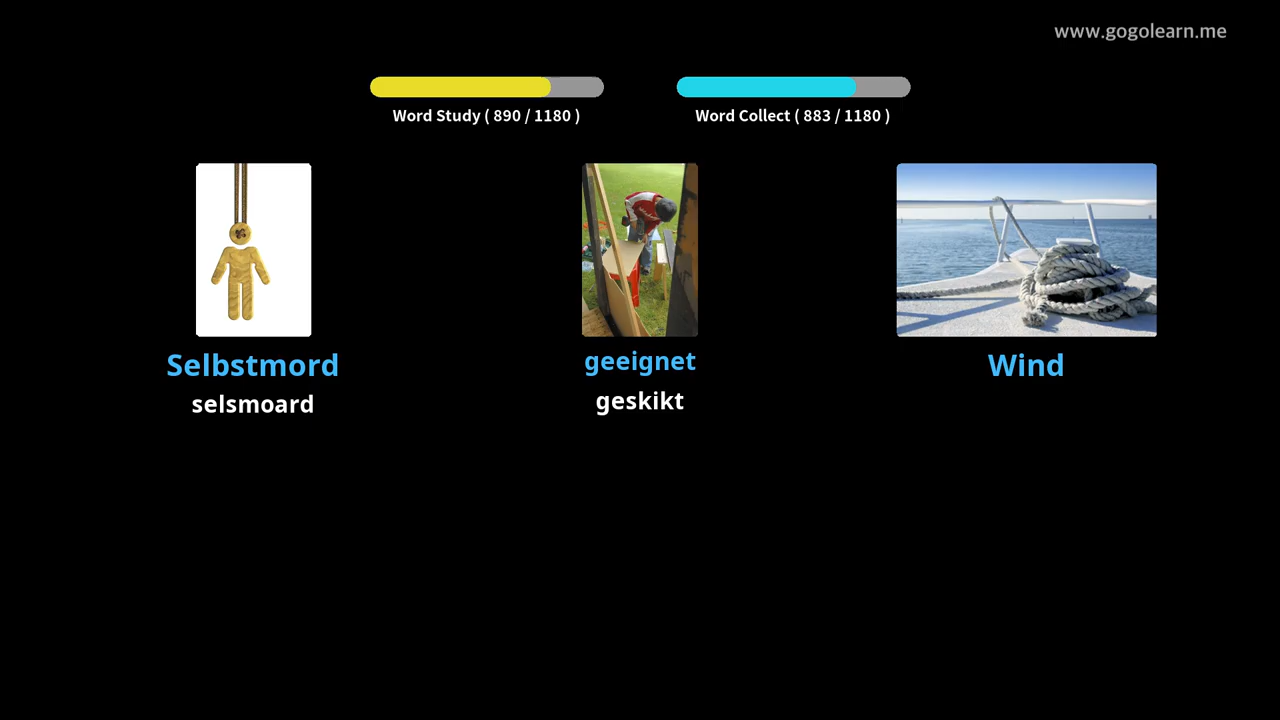 www.gogolearn.me
Word Study ( 890 / 1180 )
Word Collect ( 883 / 1180 )
Selbstmord
selsmoard
geeignet
geskikt
Wind